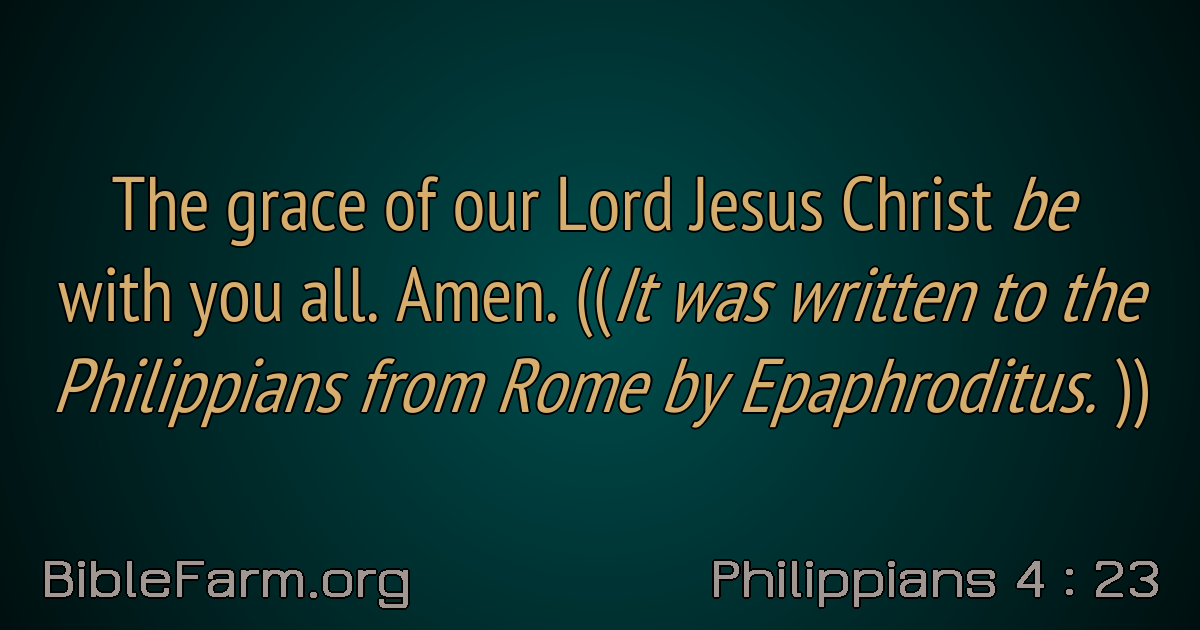 The grace of our Lord Jesus Christ be
with you all. Amen. ((It was written to the
Philippians from Rome by Epaphroditus. ))
BibleFarm.org
Philippians 4 : 23